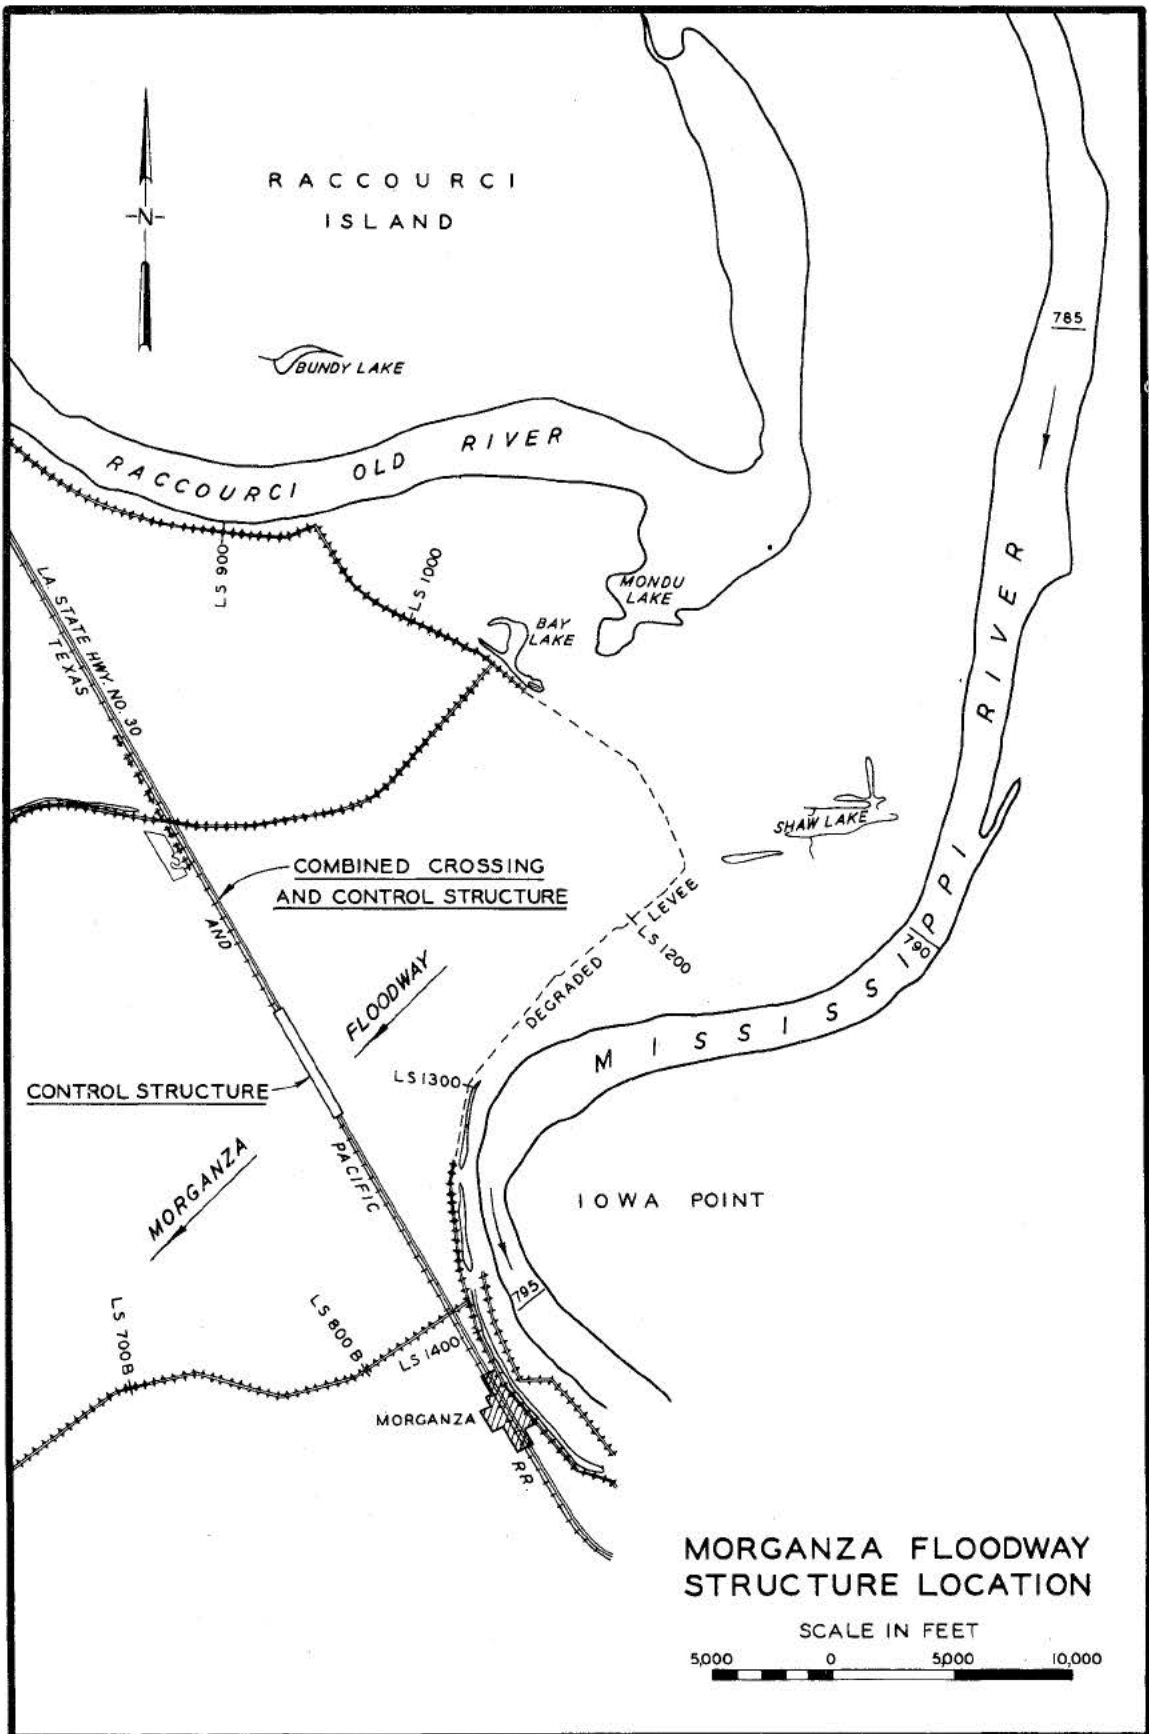 RACCOURCI
ISLAND
-N-
785
BUNDY LAKE
RACCOURCI OLD RIVER
LS 900
LS 1000
MONDU
LAKE
BAY
LAKE
LA. STATE HWY. NO. 30
TEXAS AND PACIFIC RR.
MISSISSIPPI RIVER
SHAW LAKE
COMBINED CROSSING
AND CONTROL STRUCTURE
DEGRADED LEVEE
LS 1200
790
MORGANZA FLOODWAY
LS 1300
CONTROL STRUCTURE
IOWA POINT
795
LS 700 B
LS 800 B
LS 1400
MORGANZA
MORGANZA FLOODWAY
STRUCTURE LOCATION
SCALE IN FEET
5,000 0 5,000 10,000